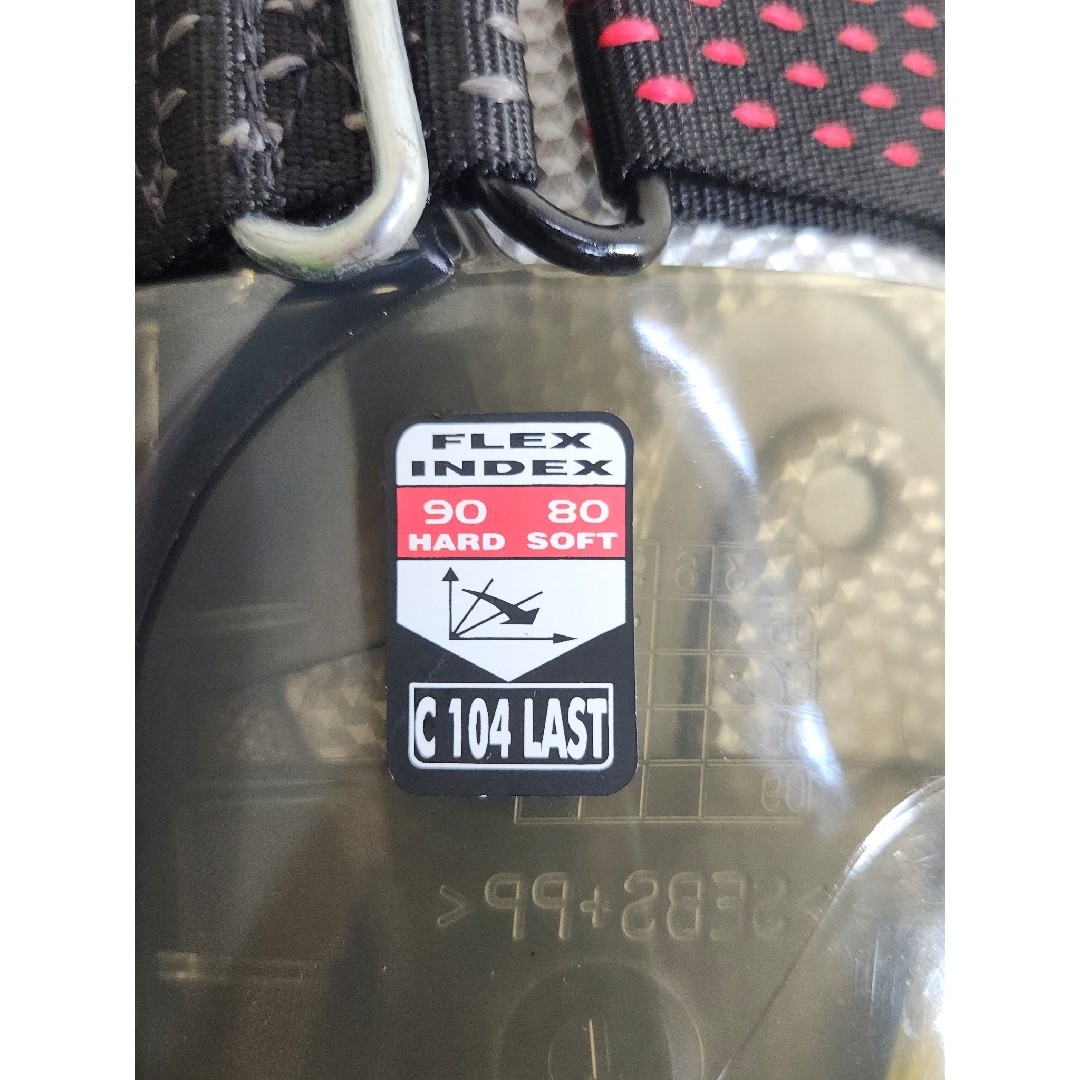 FLEX
INDEX
90 80
HARD SOFT
C 104 LAST
>SEBS+PP<